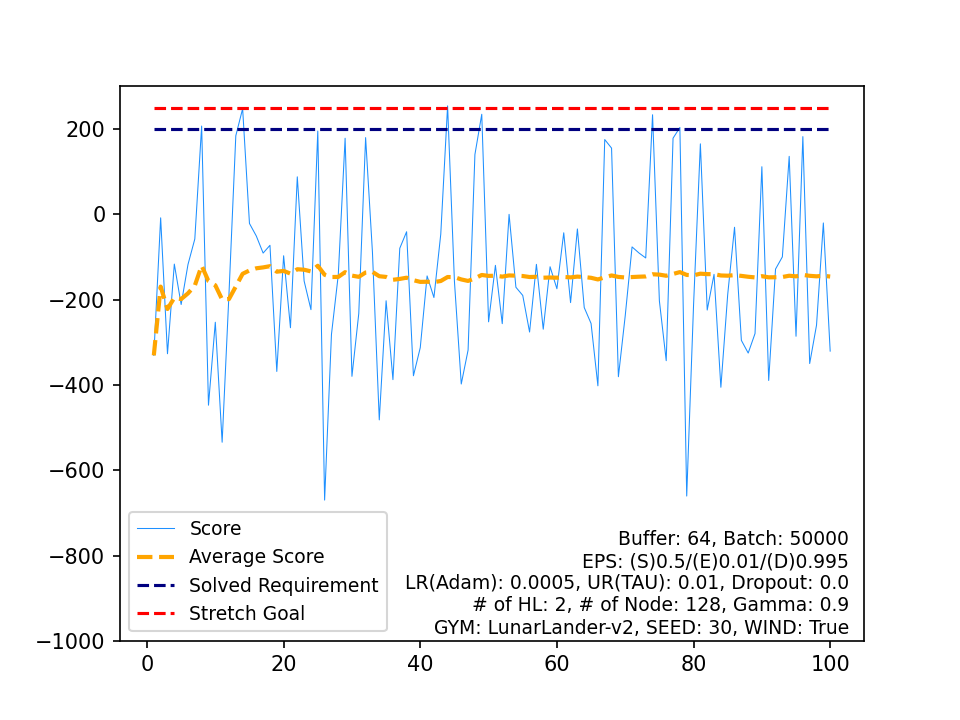 200
0
−200
−400
−600
−800
−1000
Score
Average Score
Solved Requirement
Stretch Goal
Buffer: 64, Batch: 50000
EPS: (S)0.5/(E)0.01/(D)0.995
LR(Adam): 0.0005, UR(TAU): 0.01, Dropout: 0.0
# of HL: 2, # of Node: 128, Gamma: 0.9
GYM: LunarLander-v2, SEED: 30, WIND: True
0 20 40 60 80 100